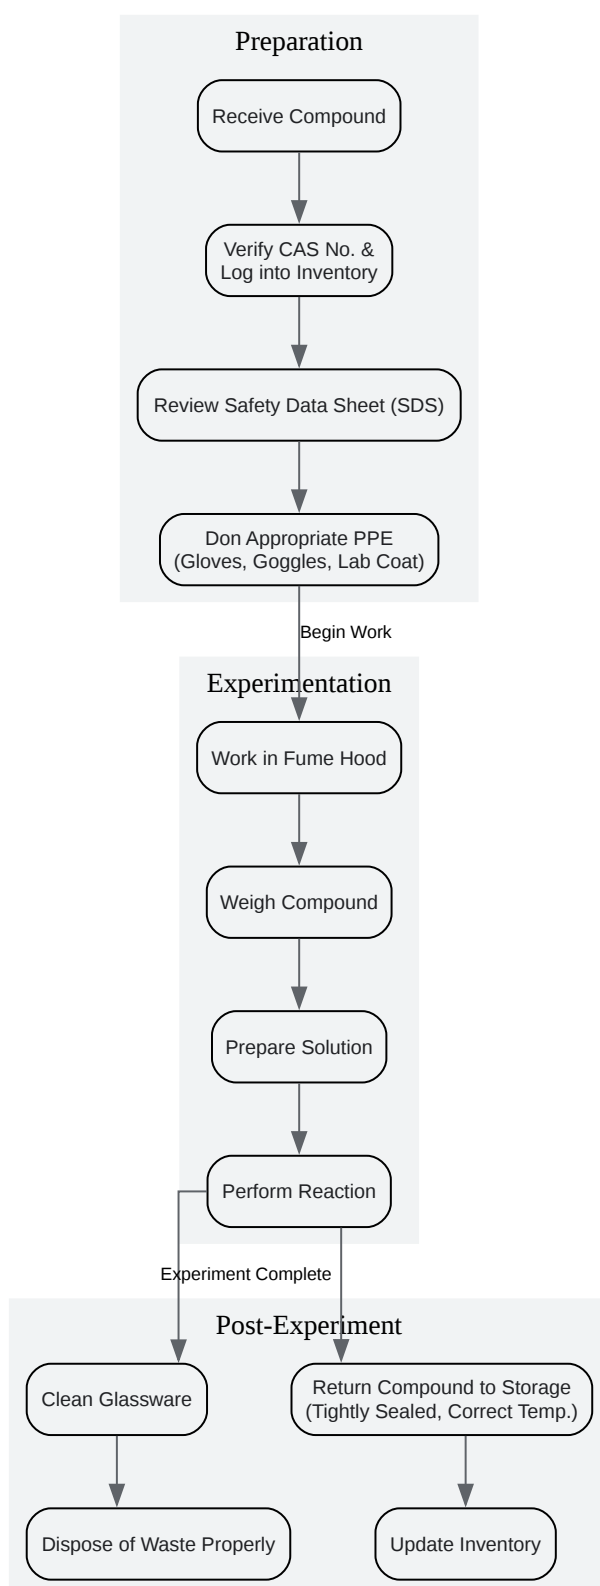 Preparation
Receive Compound
Verify CAS No. &
Log into Inventory
Review Safety Data Sheet (SDS)
Don Appropriate PPE
(Gloves, Goggles, Lab Coat)
Begin Work
Experimentation
Work in Fume Hood
Weigh Compound
Prepare Solution
Perform Reaction
Experiment Complete
Post-Experiment
Clean Glassware
Return Compound to Storage
(Tightly Sealed, Correct Temp.)
Dispose of Waste Properly
Update Inventory